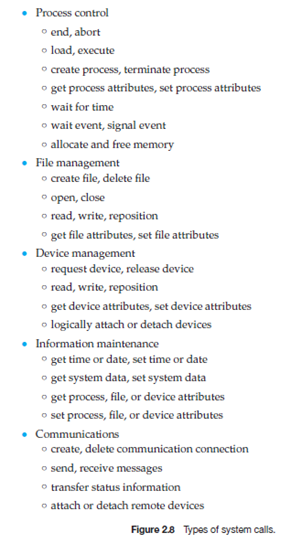 • Process control
◦ end, abort
◦ load, execute
◦ create process, terminate process
◦ get process attributes, set process attributes
◦ wait for time
◦ wait event, signal event
◦ allocate and free memory
• File management
◦ create file, delete file
◦ open, close
◦ read, write, reposition
◦ get file attributes, set file attributes
• Device management
◦ request device, release device
◦ read, write, reposition
◦ get device attributes, set device attributes
◦ logically attach or detach devices
• Information maintenance
◦ get time or date, set time or date
◦ get system data, set system data
◦ get process, file, or device attributes
◦ set process, file, or device attributes
• Communications
◦ create, delete communication connection
◦ send, receive messages
◦ transfer status information
◦ attach or detach remote devices
Figure 2.8 Types of system calls.